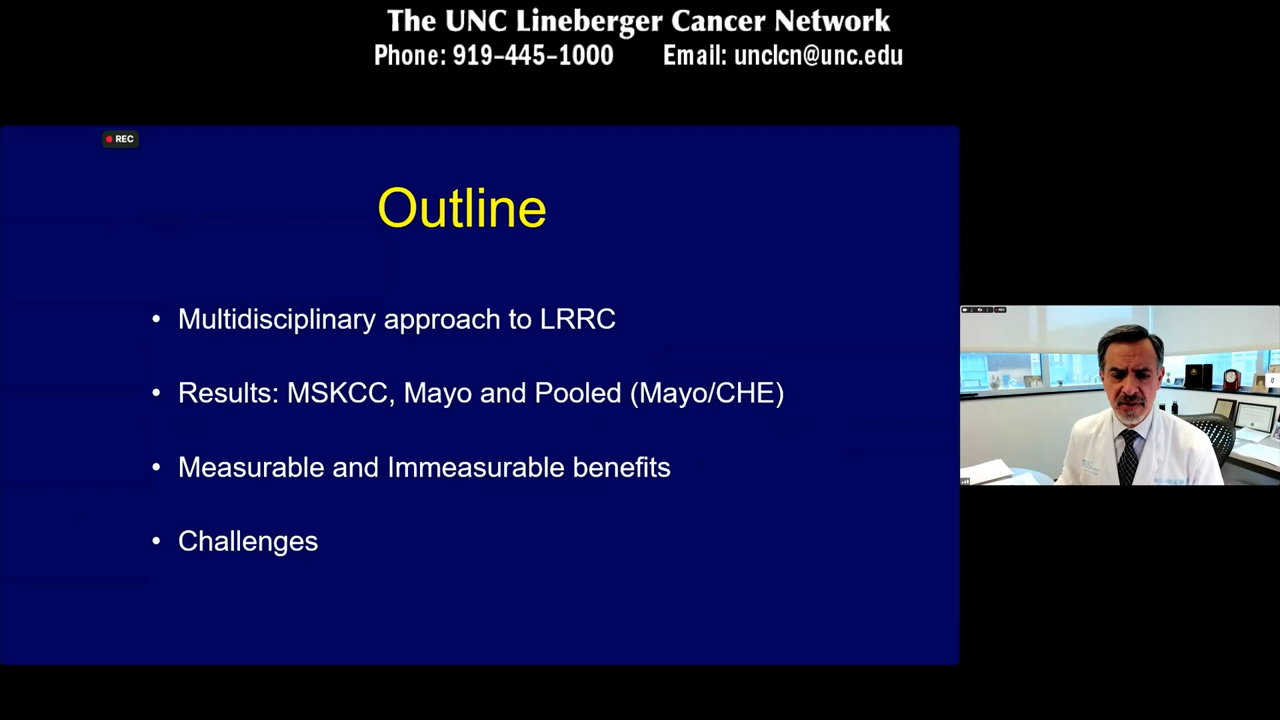 The UNC Lineberger Cancer Network
Phone: 919-445-1000 Email: unclcn@unc.edu
REC
Outline
• Multidisciplinary approach to LRRC
• Results: MSKCC, Mayo and Pooled (Mayo/CHE)
• Measurable and Immeasurable benefits
• Challenges